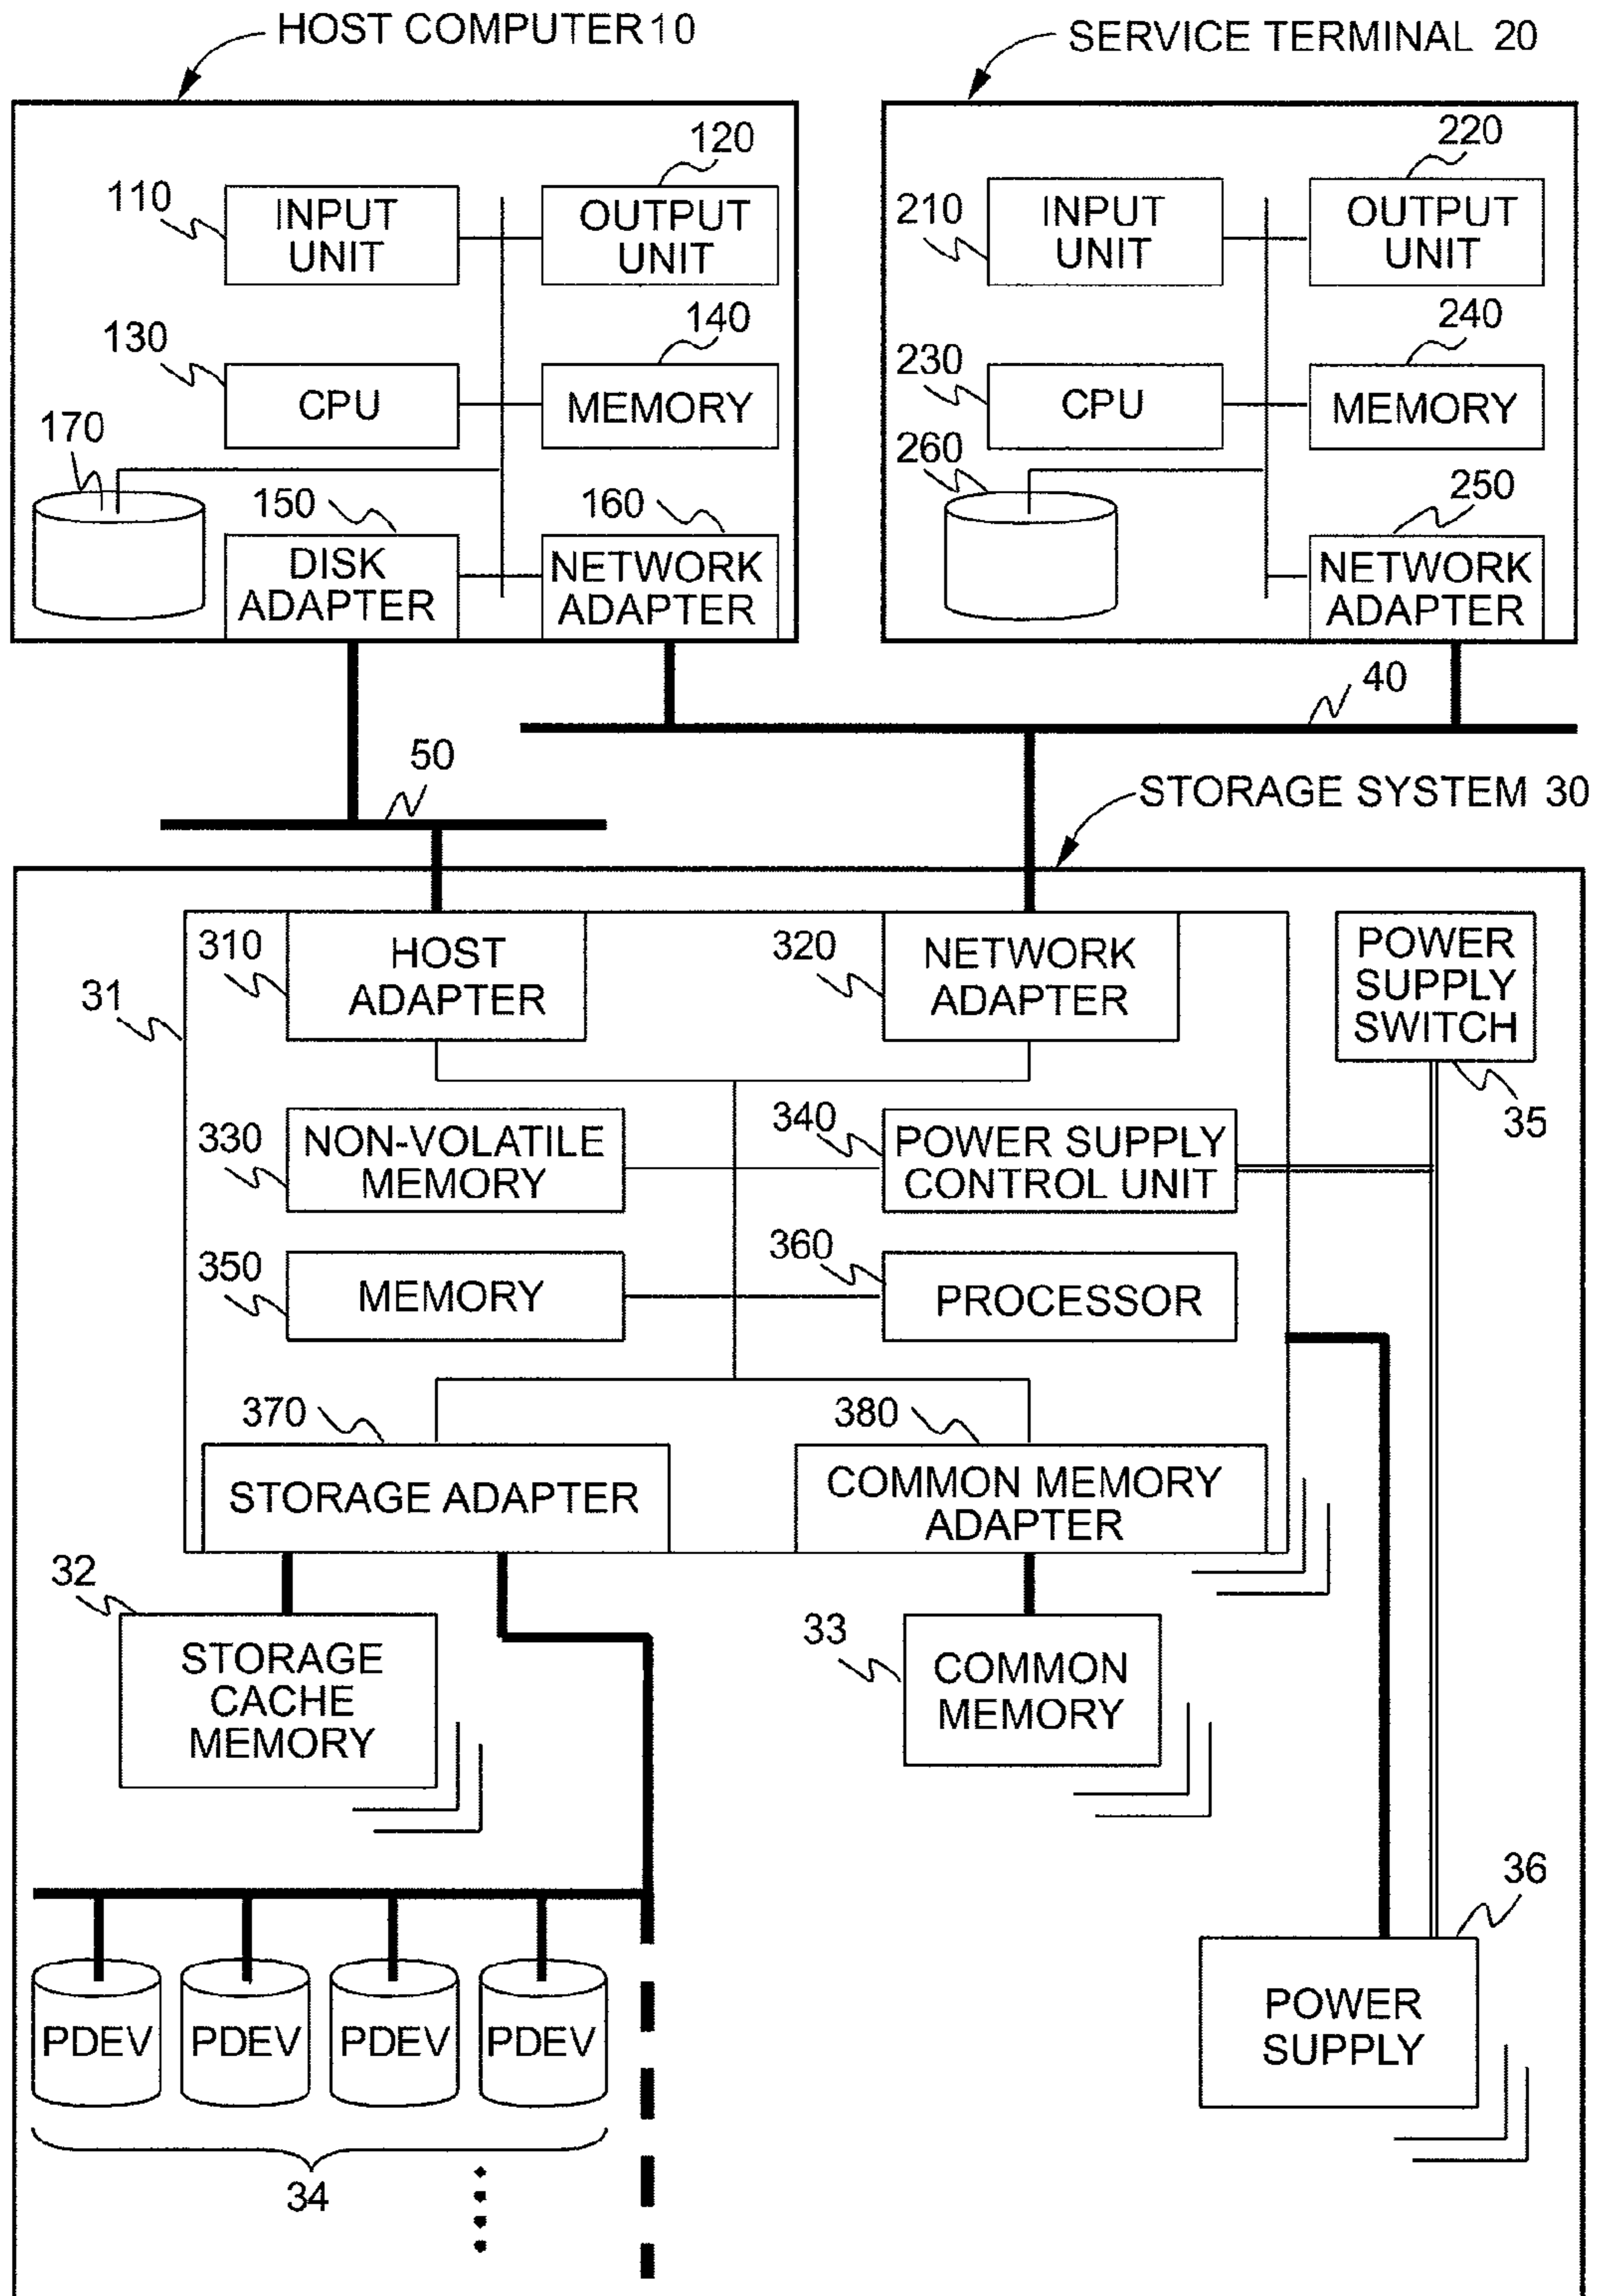 HOST COMPUTER 10
SERVICE TERMINAL 20
120
110
INPUT
UNIT
OUTPUT
UNIT
220
210
INPUT
UNIT
OUTPUT
UNIT
130
140
CPU
MEMORY
230
240
CPU
MEMORY
170
150
160
DISK
ADAPTER
NETWORK
ADAPTER
260
250
NETWORK
ADAPTER
40
50
STORAGE SYSTEM 30
31
310
HOST
ADAPTER
320
NETWORK
ADAPTER
POWER
SUPPLY
SWITCH
35
330
NON-VOLATILE
MEMORY
340
POWER SUPPLY
CONTROL UNIT
350
MEMORY
360
PROCESSOR
370
STORAGE ADAPTER
380
COMMON MEMORY
ADAPTER
32
STORAGE
CACHE
MEMORY
33
COMMON
MEMORY
36
POWER
SUPPLY
PDEV
PDEV
PDEV
PDEV
34